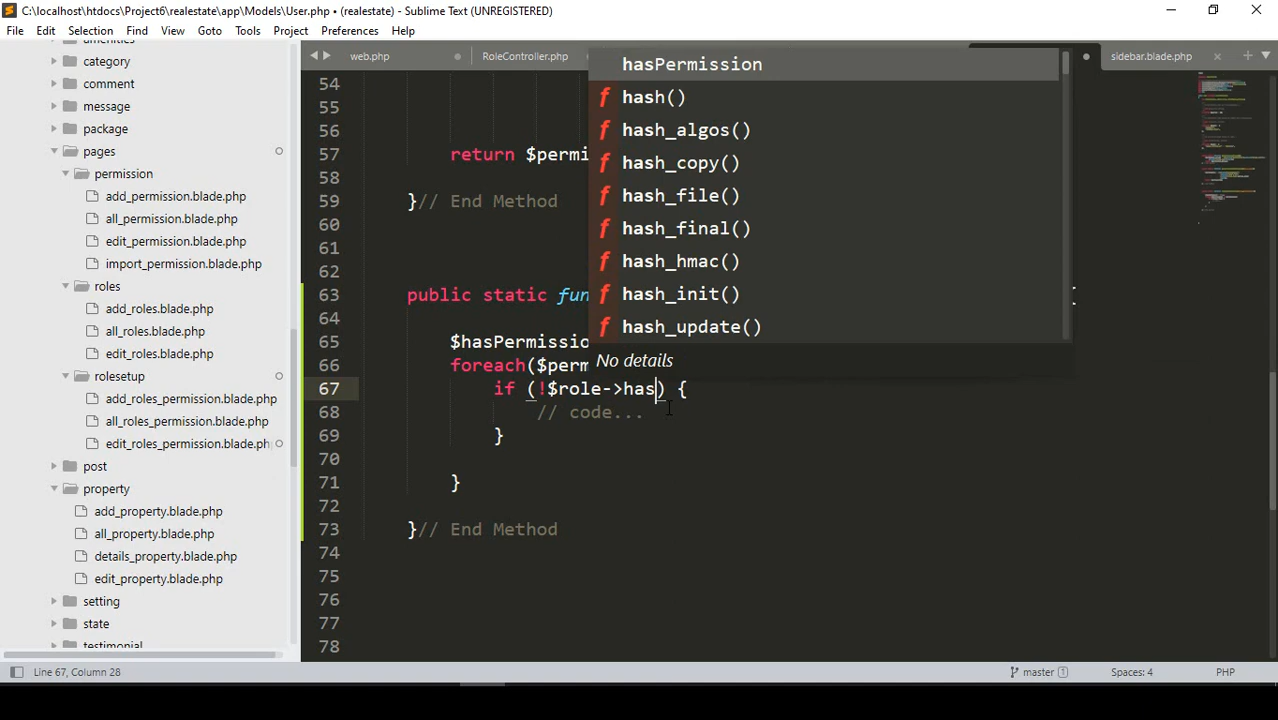 C:\localhost\htdocs\Project6\realestate\app\Models\User.php • (realestate) - Sublime Text (UNREGISTERED)
File Edit Selection Find View Goto Tools Project Preferences Help
category
comment
message
package
pages
permission
add_permission.blade.php
all_permission.blade.php
edit_permission.blade.php
import_permission.blade.php
roles
add_roles.blade.php
all_roles.blade.php
edit_roles.blade.php
rolesetup
add_roles_permission.blade.php
all_roles_permission.blade.php
edit_roles_permission.blade.ph
post
property
add_property.blade.php
all_property.blade.php
details_property.blade.php
edit_property.blade.php
setting
state
testimonial
web.php RoleController.php sidebar.blade.php
54
55
56
57 return $permi
58
59 }// End Method
60
61
62
63 public static fun
64
65 $hasPermissio
66 foreach($perm
67 if (!$role->has) {
68 // code...
69 }
70
71 }
72
73 }// End Method
74
75
76
77
78
hasPermission
f hash()
f hash_algos()
f hash_copy()
f hash_file()
f hash_final()
f hash_hmac()
f hash_init()
f hash_update()
No details
Line 67, Column 28 master 1 Spaces: 4 PHP